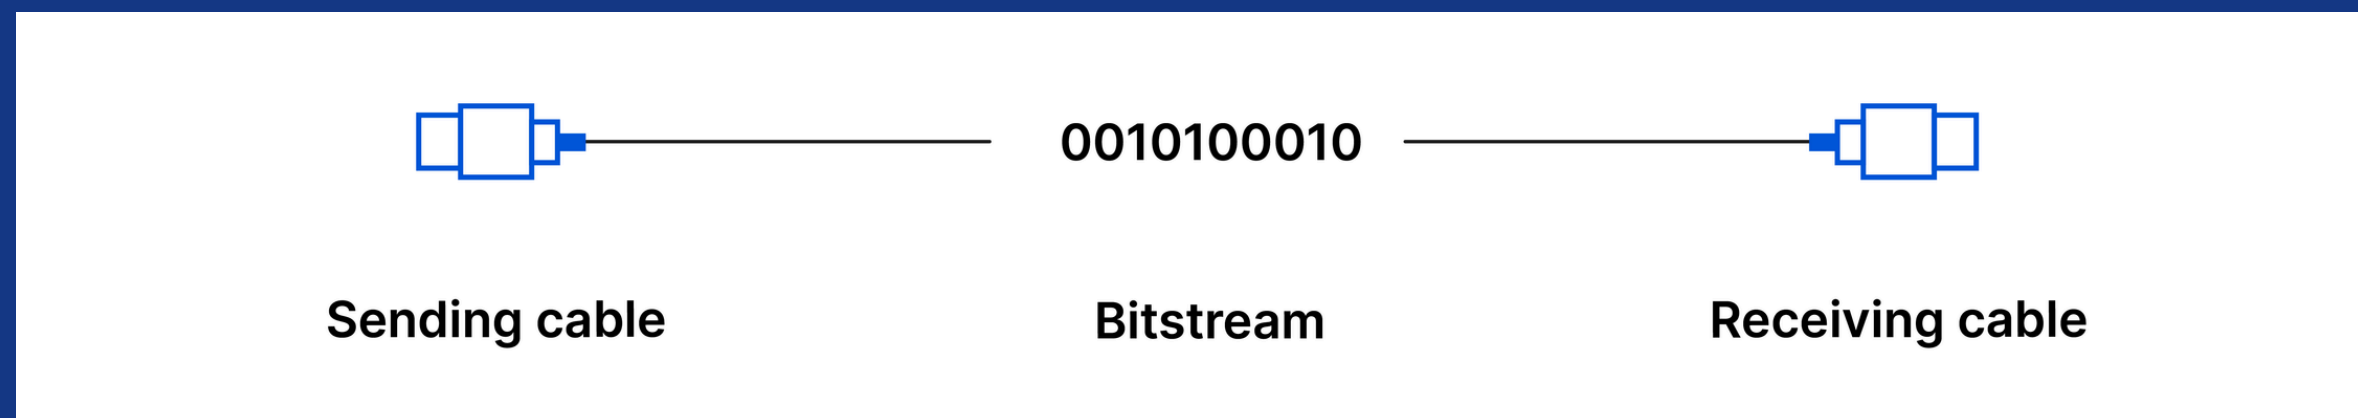 0010100010
Sending cable
Bitstream
Receiving cable